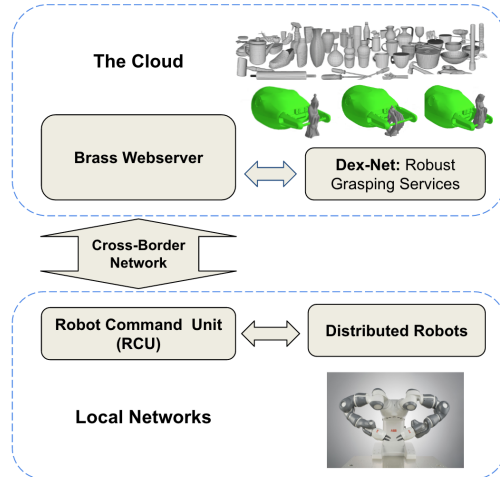 The Cloud
Brass Webserver
Dex-Net: Robust
Grasping Services
Cross-Border
Network
Robot Command Unit
(RCU)
Distributed Robots
Local Networks